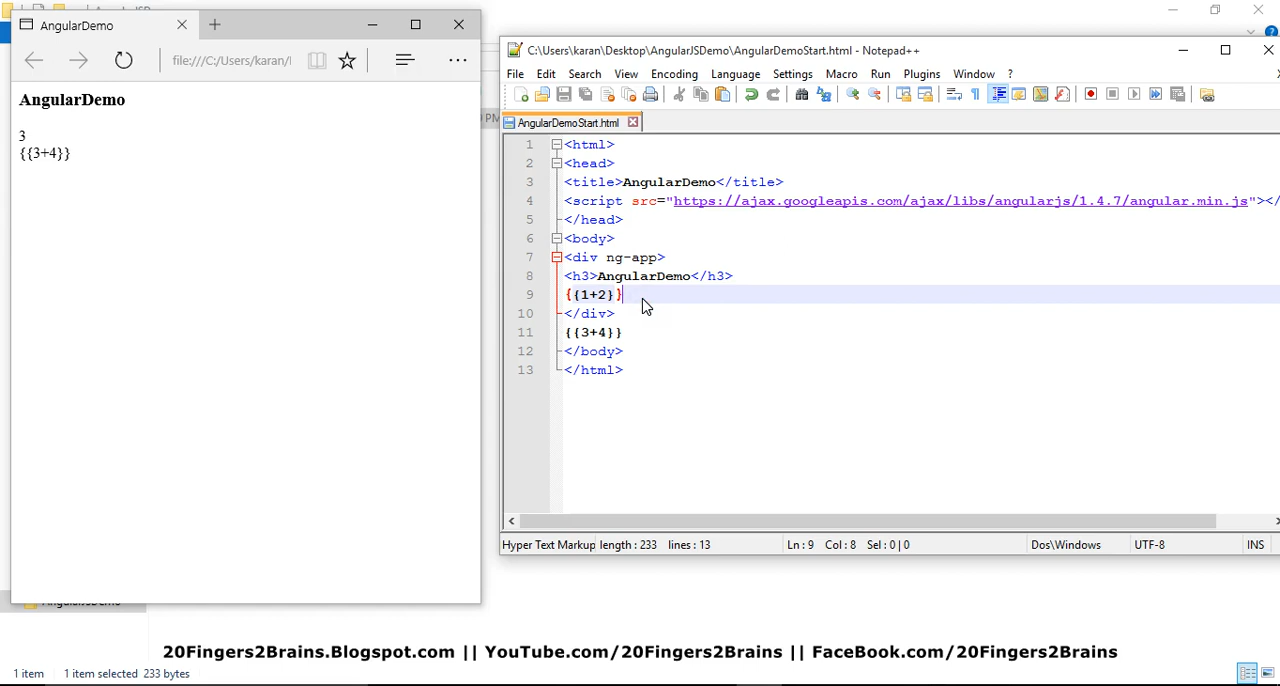 AngularDemo
file:///C:/Users/karan/
AngularDemo
3
{{3+4}}
C:\Users\karan\Desktop\AngularJSDemo\AngularDemoStart.html - Notepad++
File Edit Search View Encoding Language Settings Macro Run Plugins Window ?
AngularDemoStart.html
1 <html>
2 <head>
3 <title>AngularDemo</title>
4 <script src="https://ajax.googleapis.com/ajax/libs/angularjs/1.4.7/angular.min.js"></
5 </head>
6 <body>
7 <div ng-app>
8 <h3>AngularDemo</h3>
9 {{1+2}}
10 </div>
11 {{3+4}}
12 </body>
13 </html>
Hyper Text Markup length : 233 lines : 13 Ln : 9 Col : 8 Sel : 0 | 0 Dos\Windows UTF-8 INS
20Fingers2Brains.Blogspot.com || YouTube.com/20Fingers2Brains || FaceBook.com/20Fingers2Brains
1 item 1 item selected 233 bytes